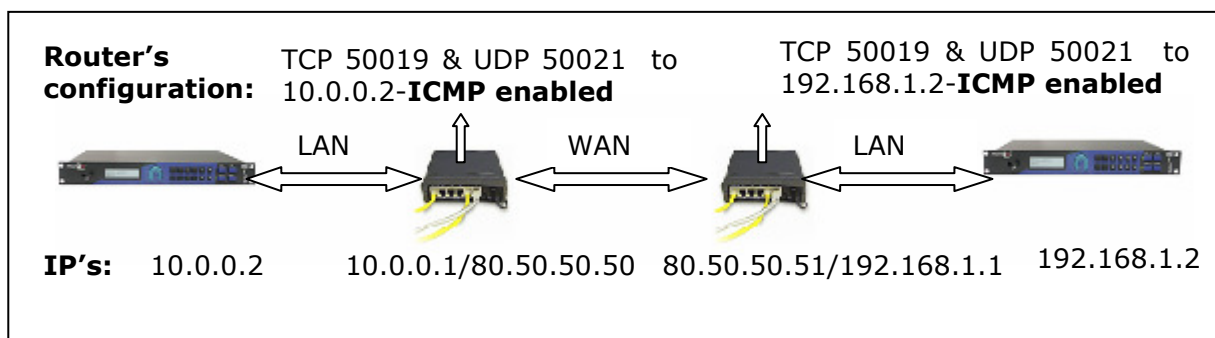 Router's
configuration:
TCP 50019 & UDP 50021 to
10.0.0.2-ICMP enabled
TCP 50019 & UDP 50021 to
192.168.1.2-ICMP enabled
LAN
WAN
LAN
IP's: 10.0.0.2 10.0.0.1/80.50.50.50 80.50.50.51/192.168.1.1 192.168.1.2